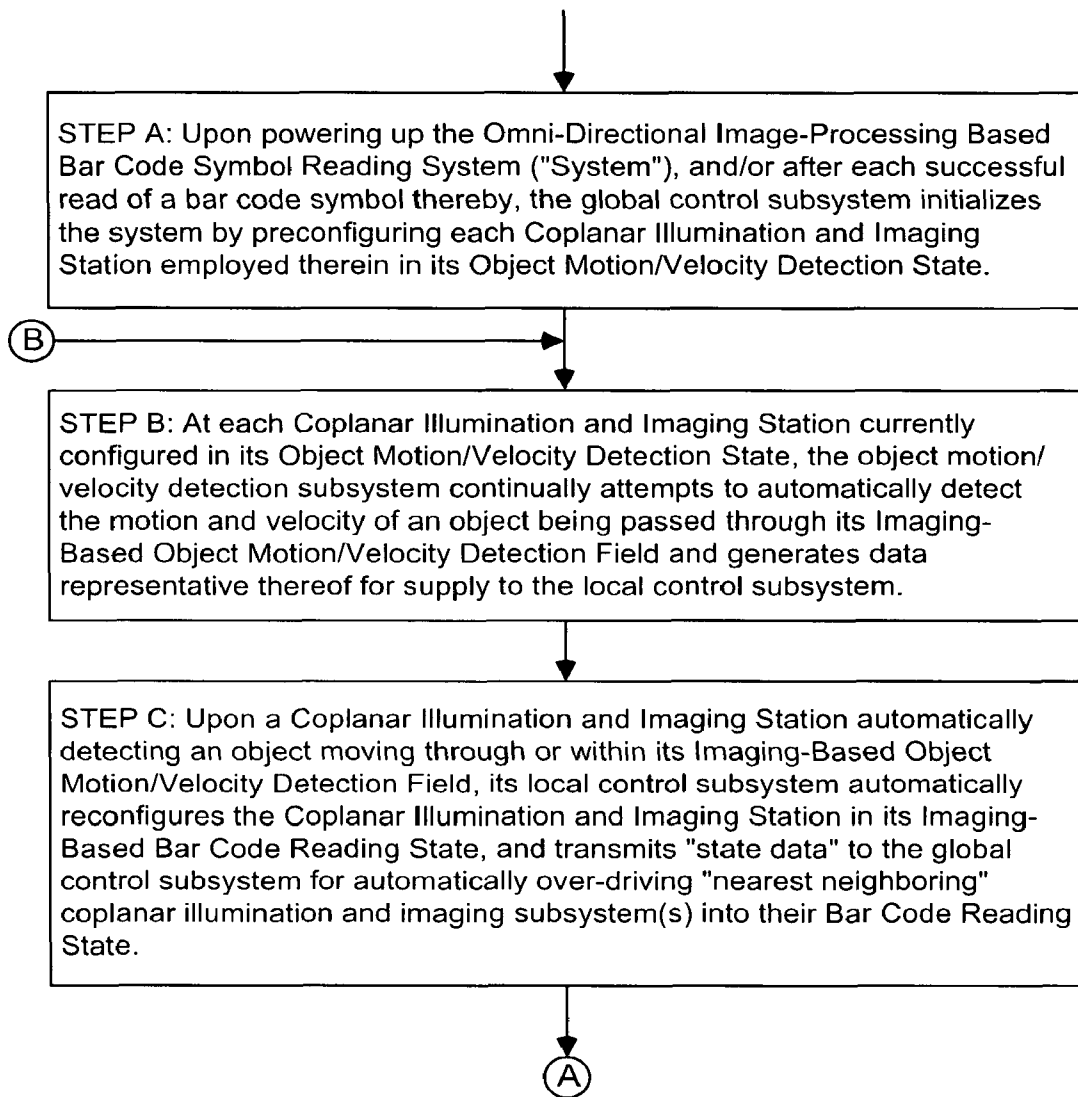 STEP A: Upon powering up the Omni-Directional Image-Processing Based
Bar Code Symbol Reading System ("System"), and/or after each successful
read of a bar code symbol thereby, the global control subsystem initializes
the system by preconfiguring each Coplanar Illumination and Imaging
Station employed therein in its Object Motion/Velocity Detection State.
B
STEP B: At each Coplanar Illumination and Imaging Station currently
configured in its Object Motion/Velocity Detection State, the object motion/
velocity detection subsystem continually attempts to automatically detect
the motion and velocity of an object being passed through its Imaging-
Based Object Motion/Velocity Detection Field and generates data
representative thereof for supply to the local control subsystem.
STEP C: Upon a Coplanar Illumination and Imaging Station automatically
detecting an object moving through or within its Imaging-Based Object
Motion/Velocity Detection Field, its local control subsystem automatically
reconfigures the Coplanar Illumination and Imaging Station in its Imaging-
Based Bar Code Reading State, and transmits "state data" to the global
control subsystem for automatically over-driving "nearest neighboring"
coplanar illumination and imaging subsystem(s) into their Bar Code Reading
State.
A